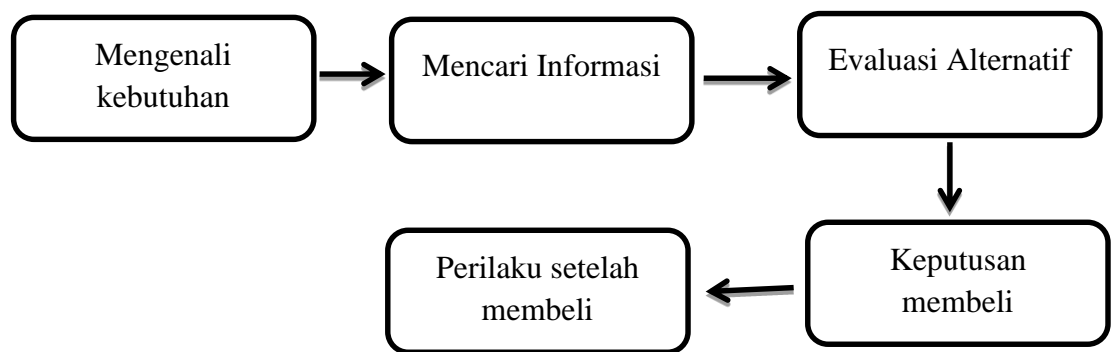 Mengenali
kebutuhan
Mencari Informasi
Evaluasi Alternatif
Keputusan
membeli
Perilaku setelah
membeli